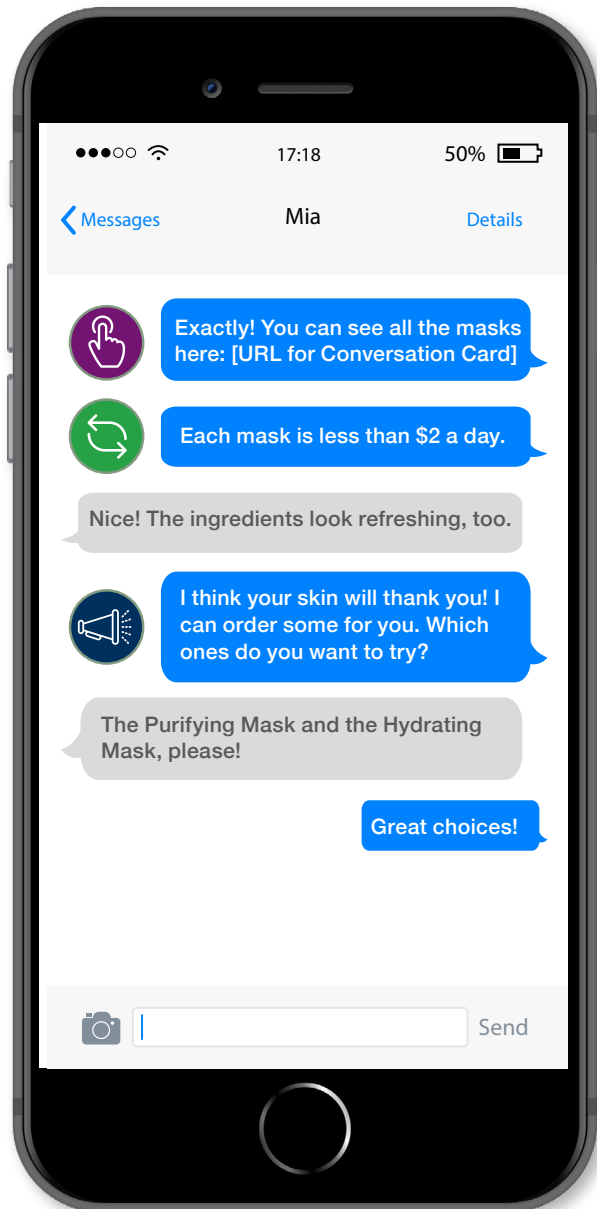 17:18
50%
Messages
Mia
Details
Exactly! You can see all the masks
here: [URL for Conversation Card]
Each mask is less than $2 a day.
Nice! The ingredients look refreshing, too.
I think your skin will thank you! I
can order some for you. Which
ones do you want to try?
The Purifying Mask and the Hydrating
Mask, please!
Great choices!
Send